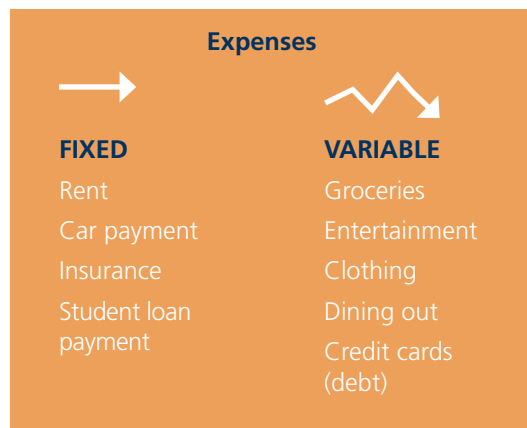 Expenses
FIXED
Rent
Car payment
Insurance
Student loan
payment
VARIABLE
Groceries
Entertainment
Clothing
Dining out
Credit cards
(debt)